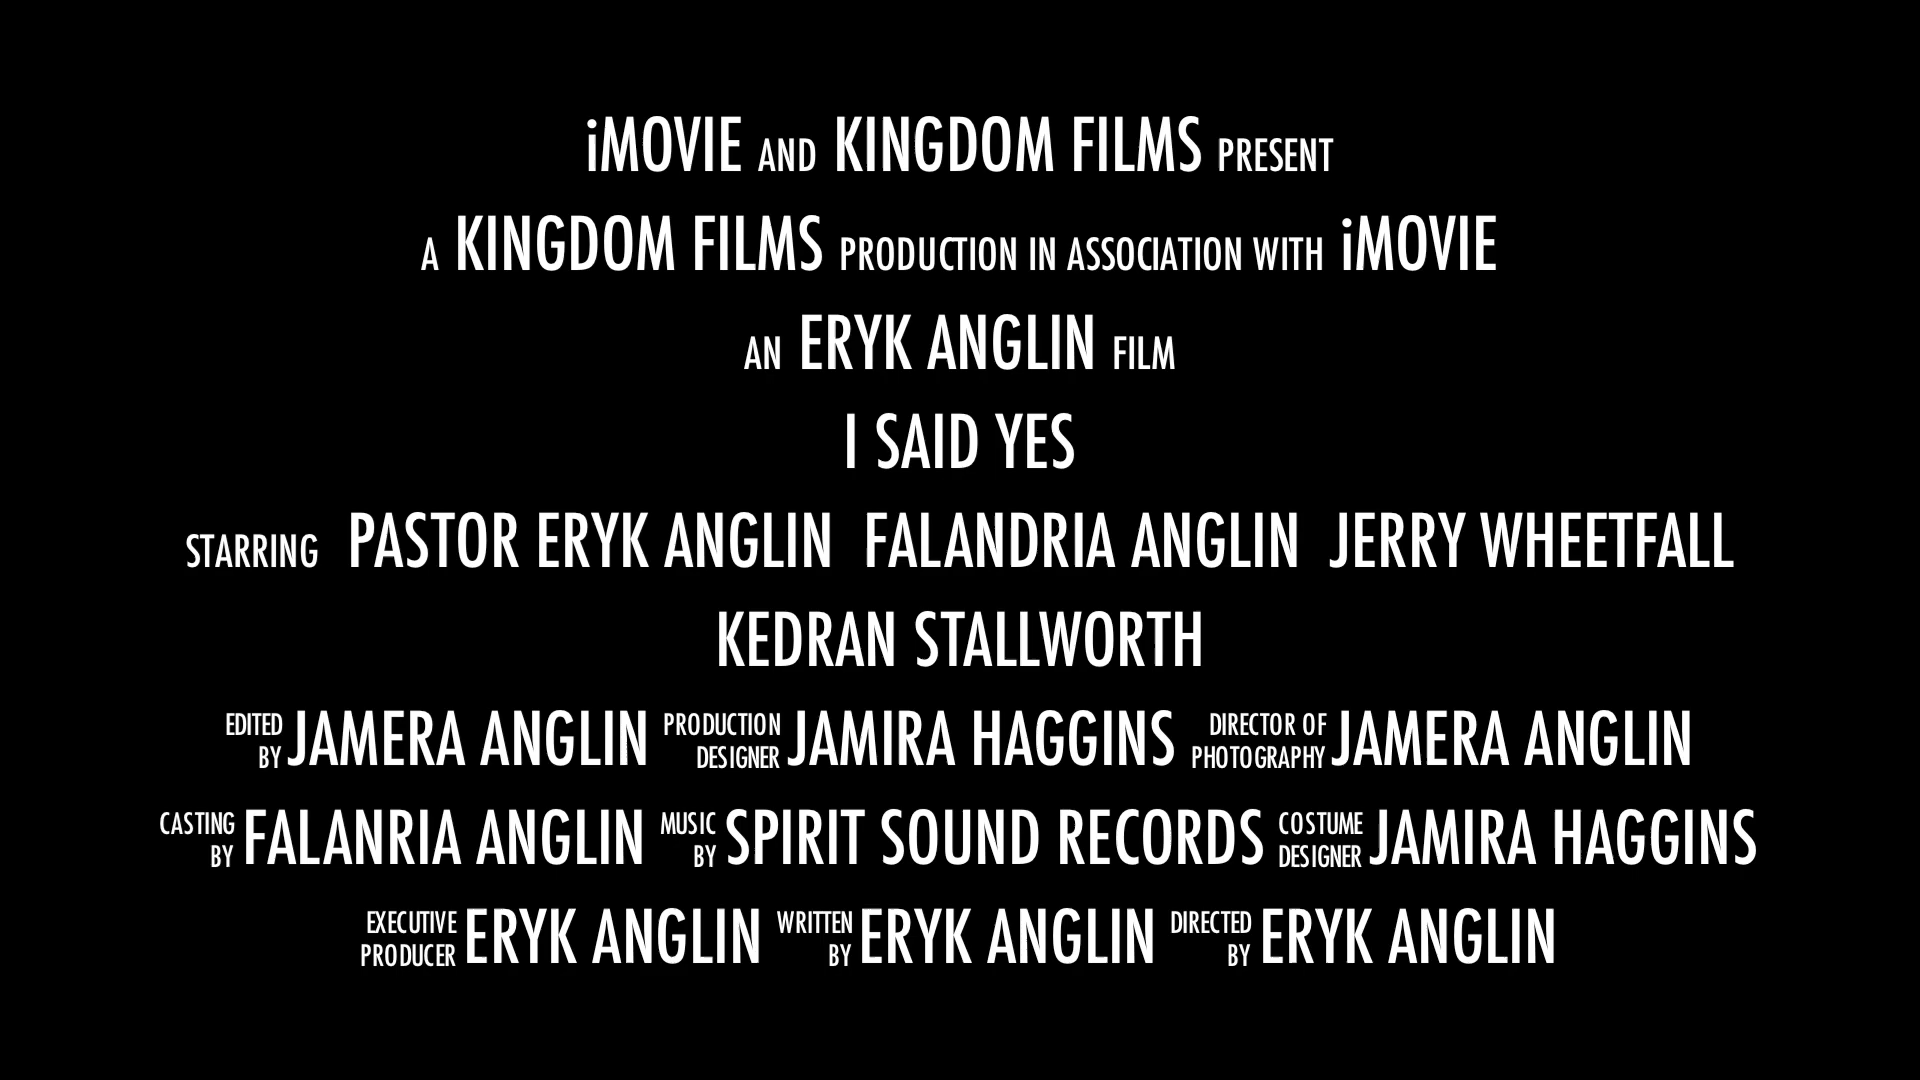 iMOVIE AND KINGDOM FILMS PRESENT
A KINGDOM FILMS PRODUCTION IN ASSOCIATION WITH iMOVIE
AN ERYK ANGLIN FILM
I SAID YES
STARRING PASTOR ERYK ANGLIN FALANDRIA ANGLIN JERRY WHEETFALL
KEDRAN STALLWORTH
EDITED BY JAMERA ANGLIN PRODUCTION DESIGNER JAMIRA HAGGINS DIRECTOR OF PHOTOGRAPHY JAMERA ANGLIN
CASTING BY FALANRIA ANGLIN MUSIC BY SPIRIT SOUND RECORDS COSTUME DESIGNER JAMIRA HAGGINS
EXECUTIVE PRODUCER ERYK ANGLIN WRITTEN BY ERYK ANGLIN DIRECTED BY ERYK ANGLIN